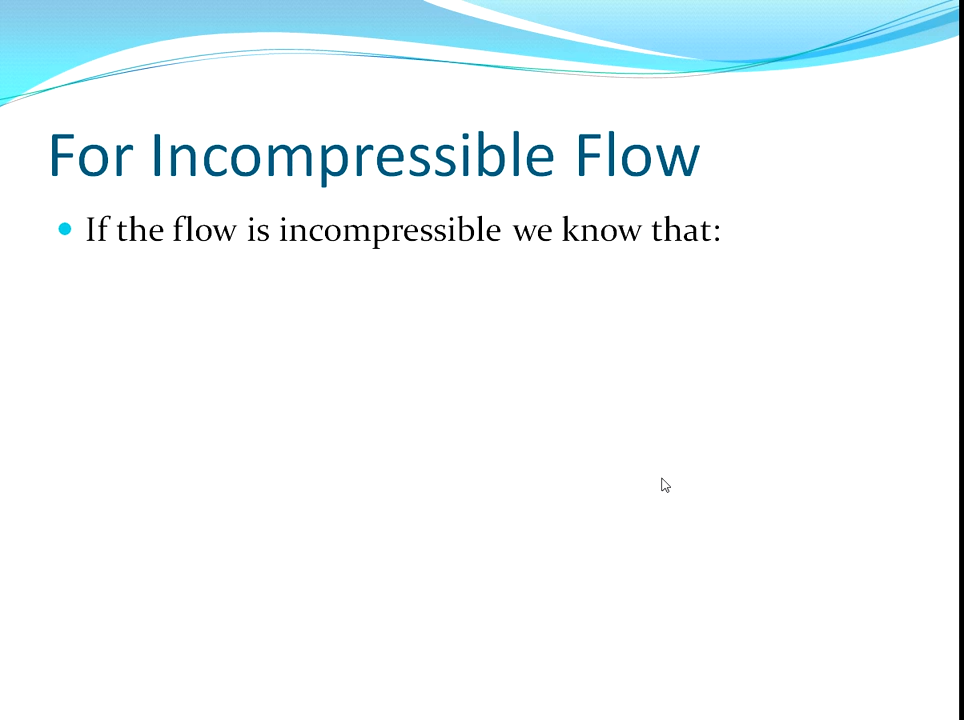 For Incompressible Flow
If the flow is incompressible we know that: